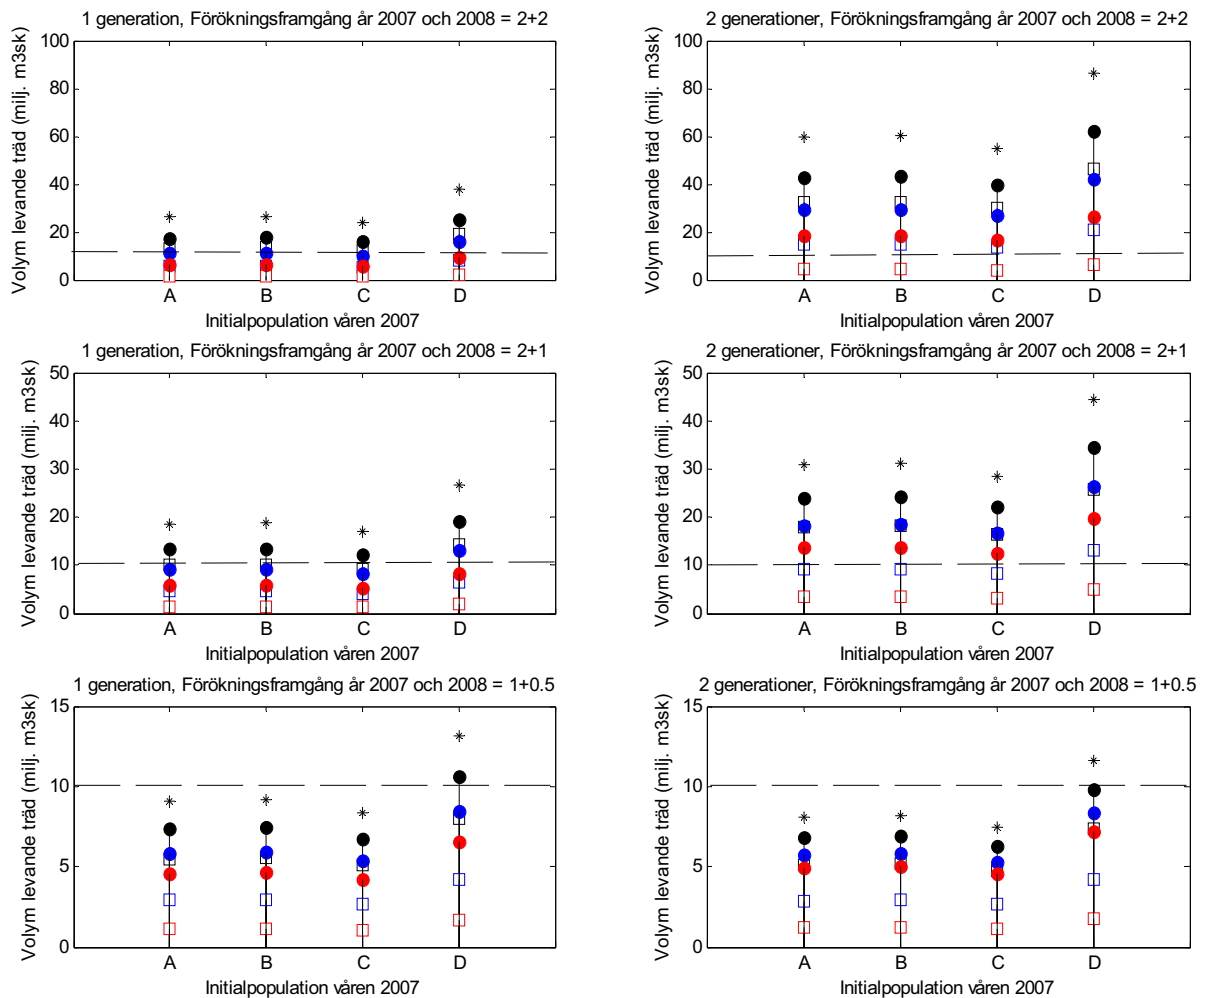 1 generation, Förökningsframgång år 2007 och 2008 = 2+2
Volym levande träd (milj. m3sk)
100
80
60
40
20
0
A B C D
Initialpopulation våren 2007
2 generationer, Förökningsframgång år 2007 och 2008 = 2+2
Volym levande träd (milj. m3sk)
100
80
60
40
20
0
A B C D
Initialpopulation våren 2007
1 generation, Förökningsframgång år 2007 och 2008 = 2+1
Volym levande träd (milj. m3sk)
50
40
30
20
10
0
A B C D
Initialpopulation våren 2007
2 generationer, Förökningsframgång år 2007 och 2008 = 2+1
Volym levande träd (milj. m3sk)
50
40
30
20
10
0
A B C D
Initialpopulation våren 2007
1 generation, Förökningsframgång år 2007 och 2008 = 1+0.5
Volym levande träd (milj. m3sk)
15
10
5
0
A B C D
Initialpopulation våren 2007
2 generationer, Förökningsframgång år 2007 och 2008 = 1+0.5
Volym levande träd (milj. m3sk)
15
10
5
0
A B C D
Initialpopulation våren 2007